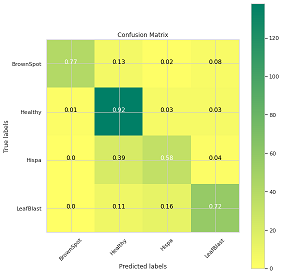 Confusion Matrix
BrownSpot 0.77 0.13 0.02 0.08
Healthy 0.01 0.92 0.03 0.03
Hispa 0.0 0.39 0.58 0.04
LeafBlast 0.0 0.11 0.16 0.72
BrownSpot Healthy Hispa LeafBlast
True labels
Predicted labels
120
100
80
60
40
20
0